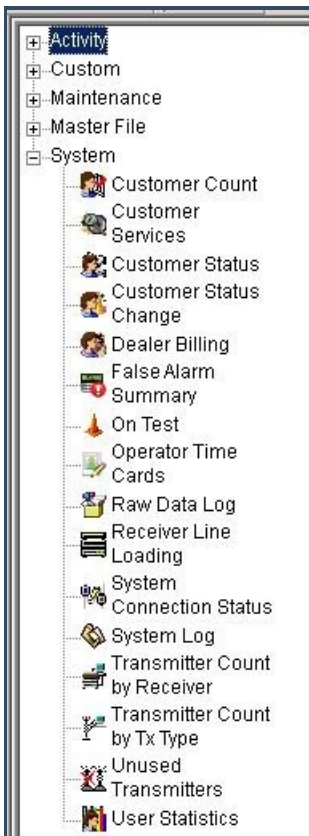 Activity
Custom
Maintenance
Master File
System
Customer Count
Customer
Services
Customer Status
Customer Status
Change
Dealer Billing
False Alarm
Summary
On Test
Operator Time
Cards
Raw Data Log
Receiver Line
Loading
System
Connection Status
System Log
Transmitter Count
by Receiver
Transmitter Count
by Tx Type
Unused
Transmitters
User Statistics